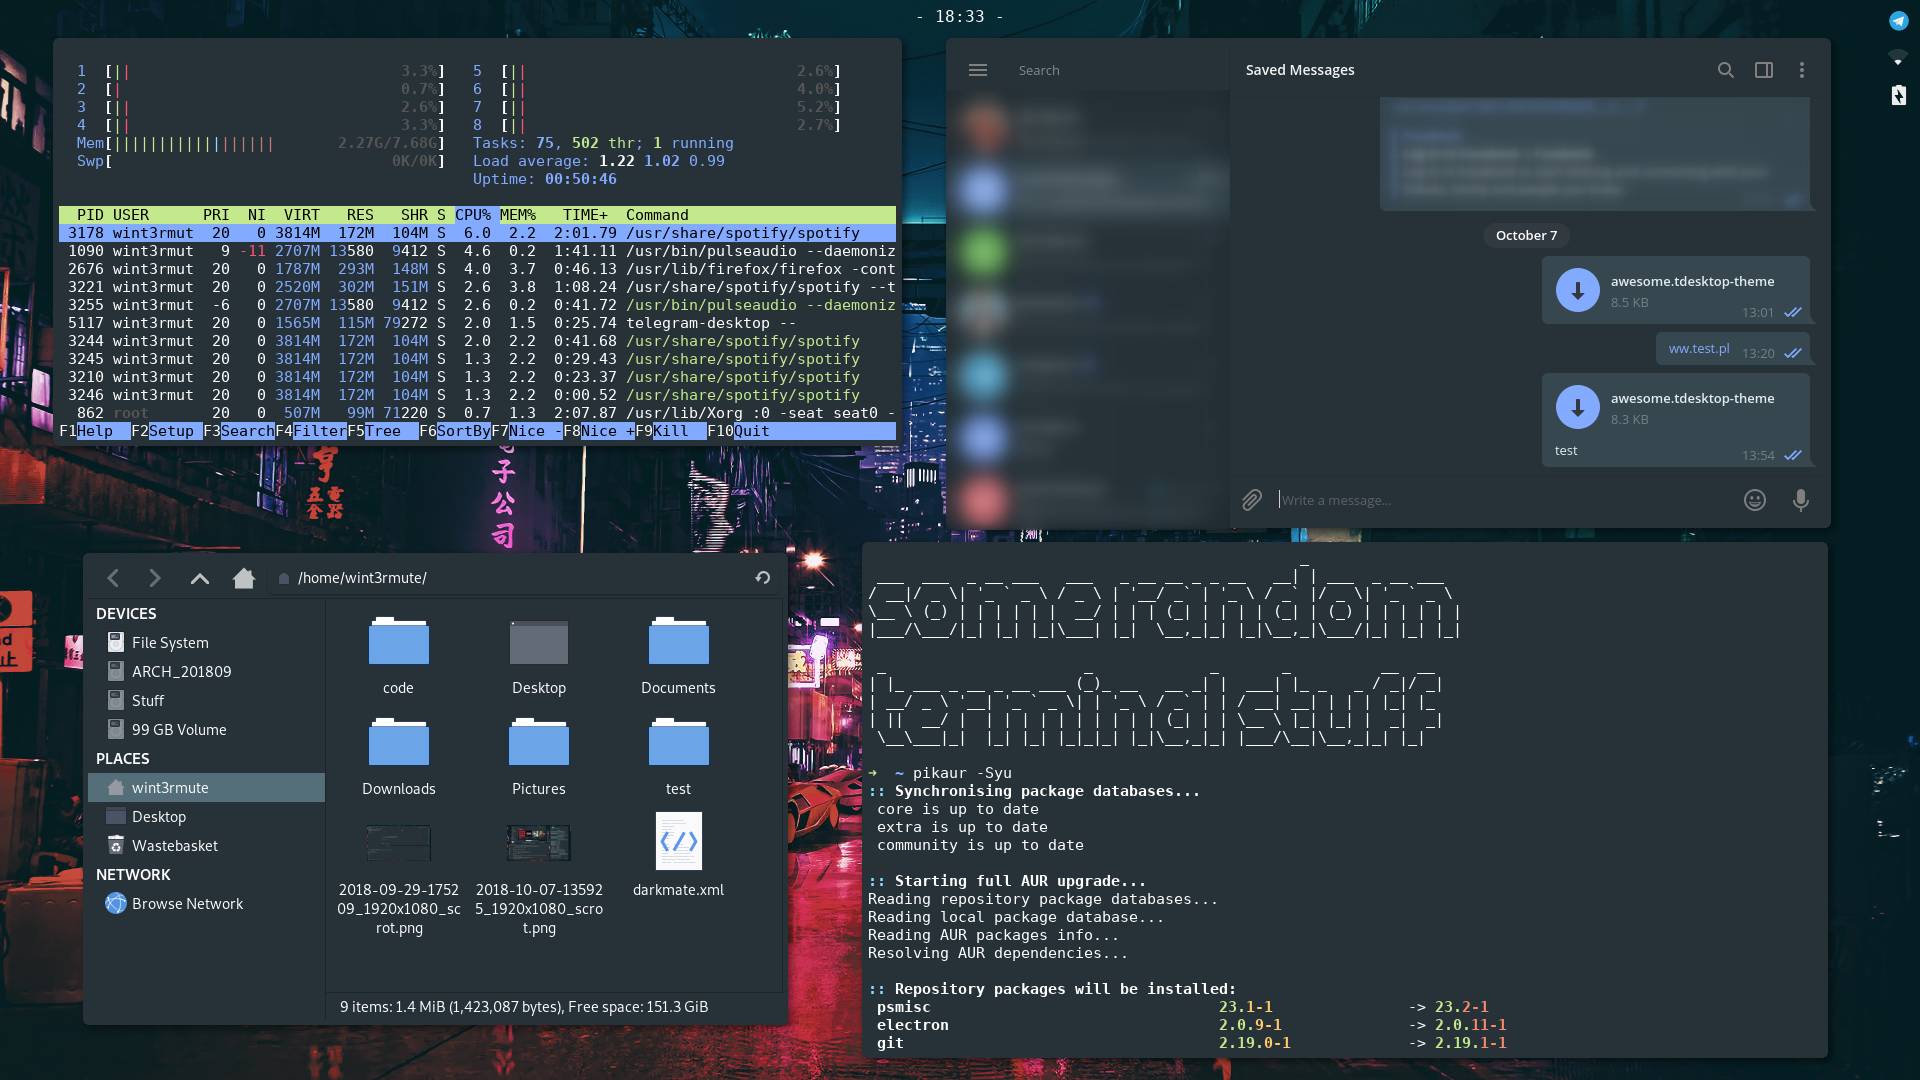 - 18:33 -
1 [|| 3.3%] 5 [|| 2.6%]
2 [| 0.7%] 6 [|| 4.0%]
3 [|| 2.6%] 7 [|| 5.2%]
4 [|| 3.3%] 8 [|| 2.7%]
Mem[|||||||||||||||||| 2.27G/7.68G] Tasks: 75, 502 thr; 1 running
Swp[ 0K/0K] Load average: 1.22 1.02 0.99
Uptime: 00:50:46
PID USER PRI NI VIRT RES SHR S CPU% MEM% TIME+ Command
3178 wint3rmut 20 0 3814M 172M 104M S 6.0 2.2 2:01.79 /usr/share/spotify/spotify
1090 wint3rmut 9 -11 2707M 13580 9412 S 4.6 0.2 1:41.11 /usr/bin/pulseaudio --daemoniz
2676 wint3rmut 20 0 1787M 293M 148M S 4.0 3.7 0:46.13 /usr/lib/firefox/firefox -cont
3221 wint3rmut 20 0 2520M 302M 151M S 2.6 3.8 1:08.24 /usr/share/spotify/spotify --t
3255 wint3rmut -6 0 2707M 13580 9412 S 2.6 0.2 0:41.72 /usr/bin/pulseaudio --daemoniz
5117 wint3rmut 20 0 1565M 115M 79272 S 2.0 1.5 0:25.74 telegram-desktop --
3244 wint3rmut 20 0 3814M 172M 104M S 2.0 2.2 0:41.68 /usr/share/spotify/spotify
3245 wint3rmut 20 0 3814M 172M 104M S 1.3 2.2 0:29.43 /usr/share/spotify/spotify
3210 wint3rmut 20 0 3814M 172M 104M S 1.3 2.2 0:23.37 /usr/share/spotify/spotify
3246 wint3rmut 20 0 3814M 172M 104M S 1.3 2.2 0:00.52 /usr/share/spotify/spotify
862 root 20 0 507M 99M 71220 S 0.7 1.3 2:07.87 /usr/lib/Xorg :0 -seat seat0 -
F1Help F2Setup F3SearchF4FilterF5Tree F6SortByF7Nice -F8Nice +F9Kill F10Quit
Search
Saved Messages
October 7
awesome.tdesktop-theme
8.5 KB
13:01
ww.test.pl 13:20
awesome.tdesktop-theme
8.3 KB
test
13:54
Write a message...
子
公
司
五電
金路
/home/wint3rmute/
DEVICES
File System
ARCH_201809
Stuff
99 GB Volume
PLACES
wint3rmute
Desktop
Wastebasket
NETWORK
Browse Network
code Desktop Documents
Downloads Pictures test
2018-09-29-1752
09_1920x1080_sc
rot.png
2018-10-07-13592
5_1920x1080_scro
t.png
darkmate.xml
9 items: 1.4 MiB (1,423,087 bytes), Free space: 151.3 GiB
some random
terminal stuff
➜ ~ pikaur -Syu
:: Synchronising package databases...
core is up to date
extra is up to date
community is up to date
:: Starting full AUR upgrade...
Reading repository package databases...
Reading local package database...
Reading AUR packages info...
Resolving AUR dependencies...
:: Repository packages will be installed:
psmisc 23.1-1 -> 23.2-1
electron 2.0.9-1 -> 2.0.11-1
git 2.19.0-1 -> 2.19.1-1